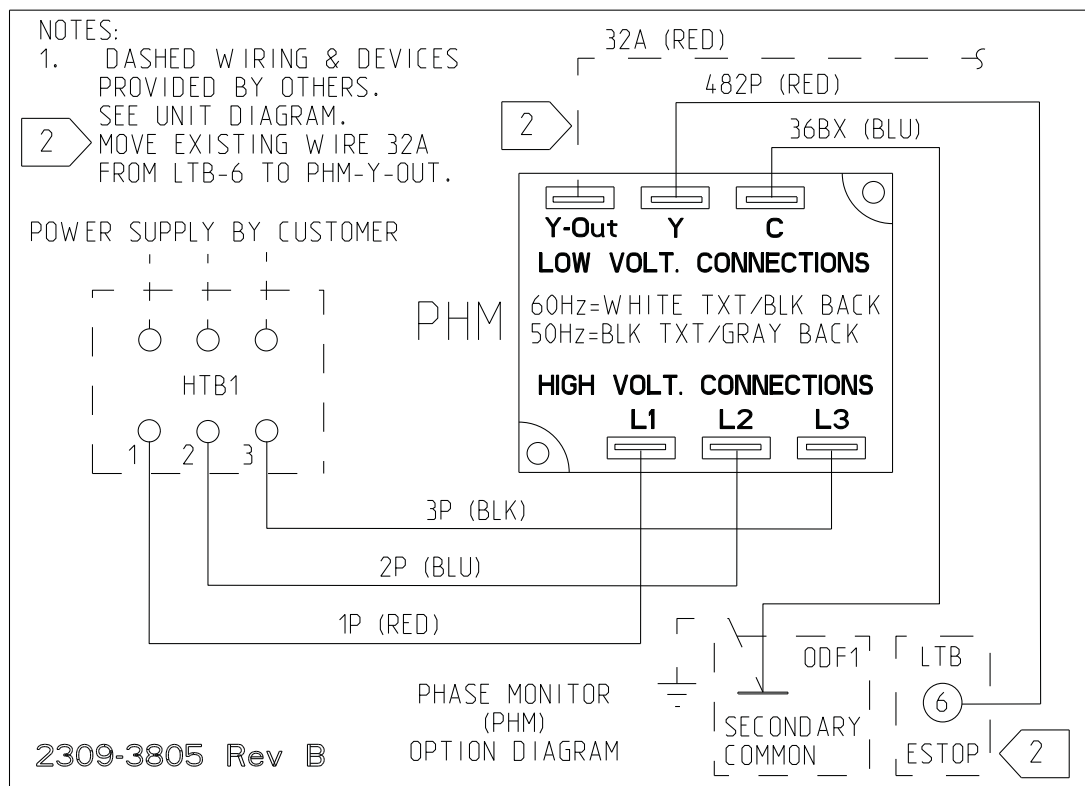 NOTES:
1. DASHED WIRING & DEVICES
PROVIDED BY OTHERS.
SEE UNIT DIAGRAM.
2 MOVE EXISTING WIRE 32A
FROM LTB-6 TO PHM-Y-OUT.
32A (RED)
482P (RED)
2
36BX (BLU)
POWER SUPPLY BY CUSTOMER
Y-Out Y C
LOW VOLT. CONNECTIONS
PHM
60Hz=WHITE TXT/BLK BACK
50Hz=BLK TXT/GRAY BACK
HTB1
HIGH VOLT. CONNECTIONS
L1 L2 L3
1 2 3
3P (BLK)
2P (BLU)
1P (RED)
ODF1
LTB
6
SECONDARY
COMMON
ESTOP
2
PHASE MONITOR
(PHM)
OPTION DIAGRAM
2309-3805 Rev B